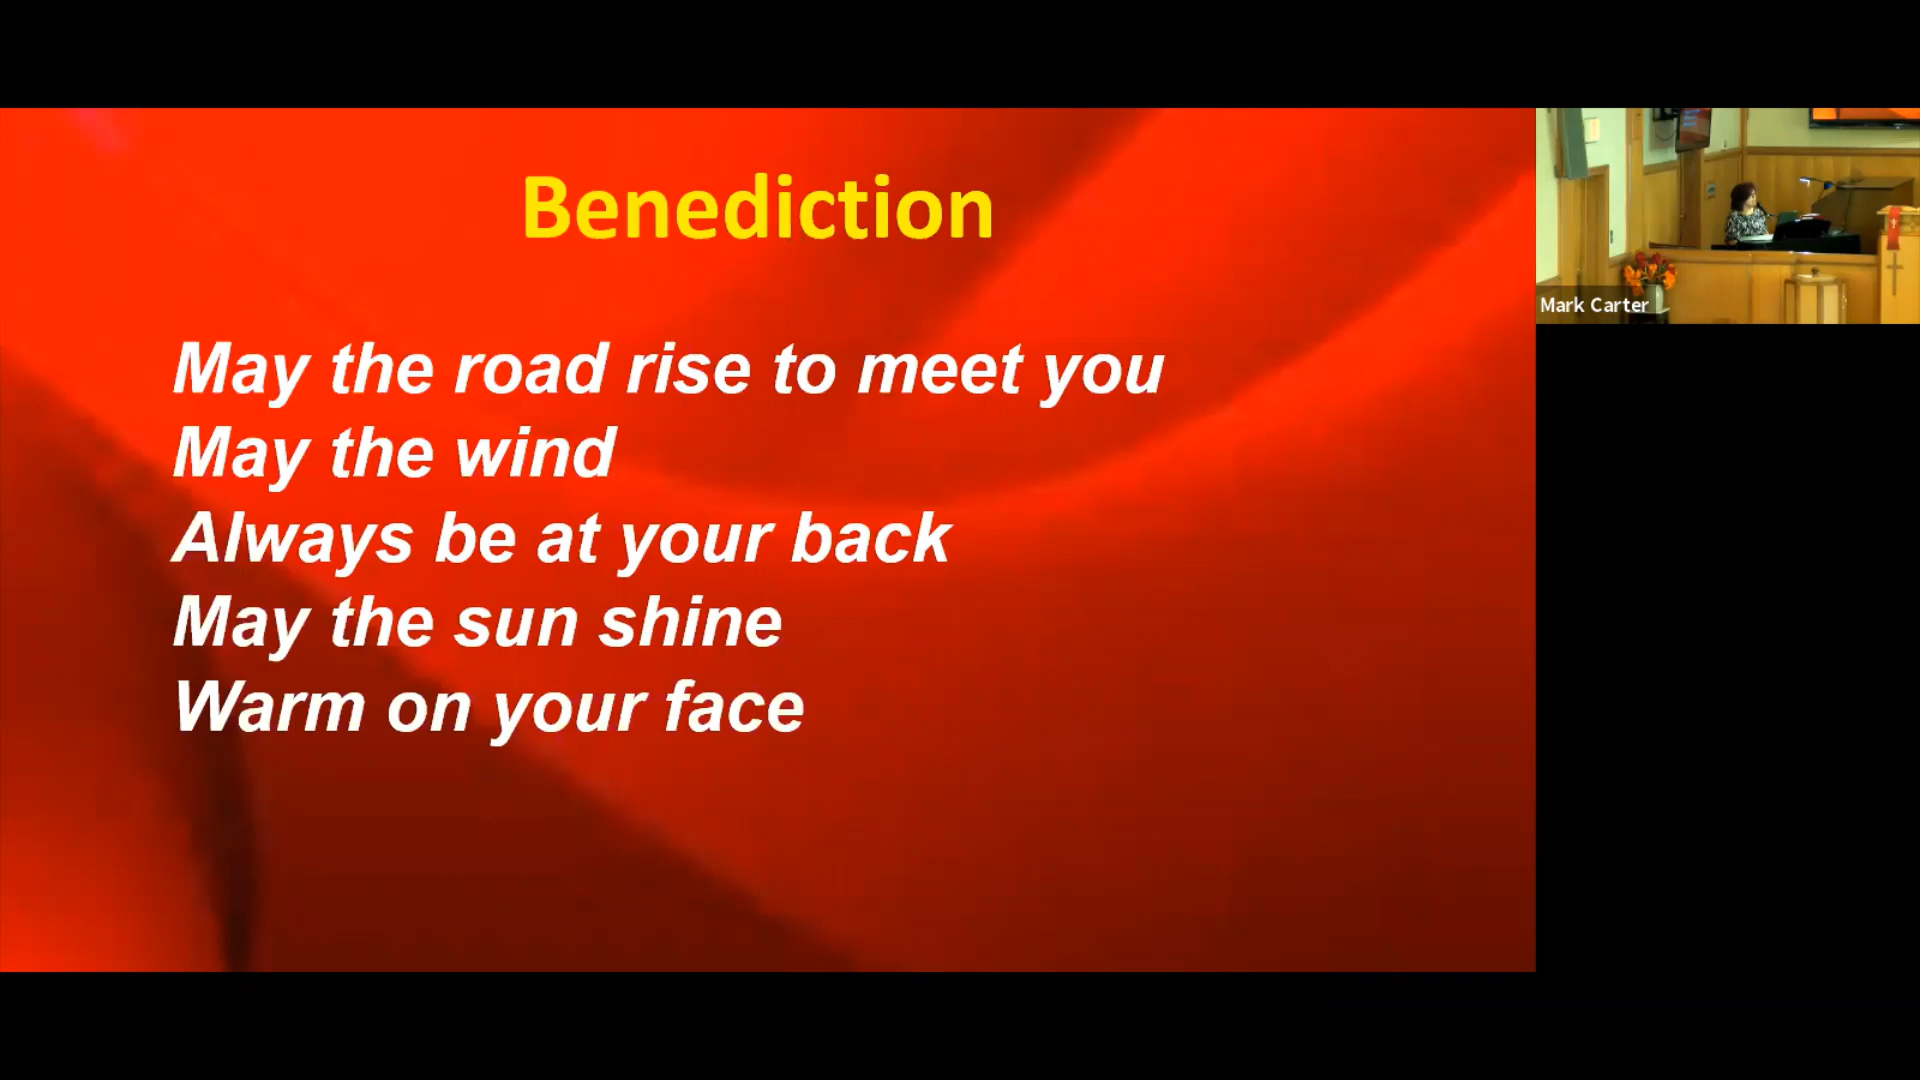 Benediction
May the road rise to meet you
May the wind
Always be at your back
May the sun shine
Warm on your face
Mark Carter